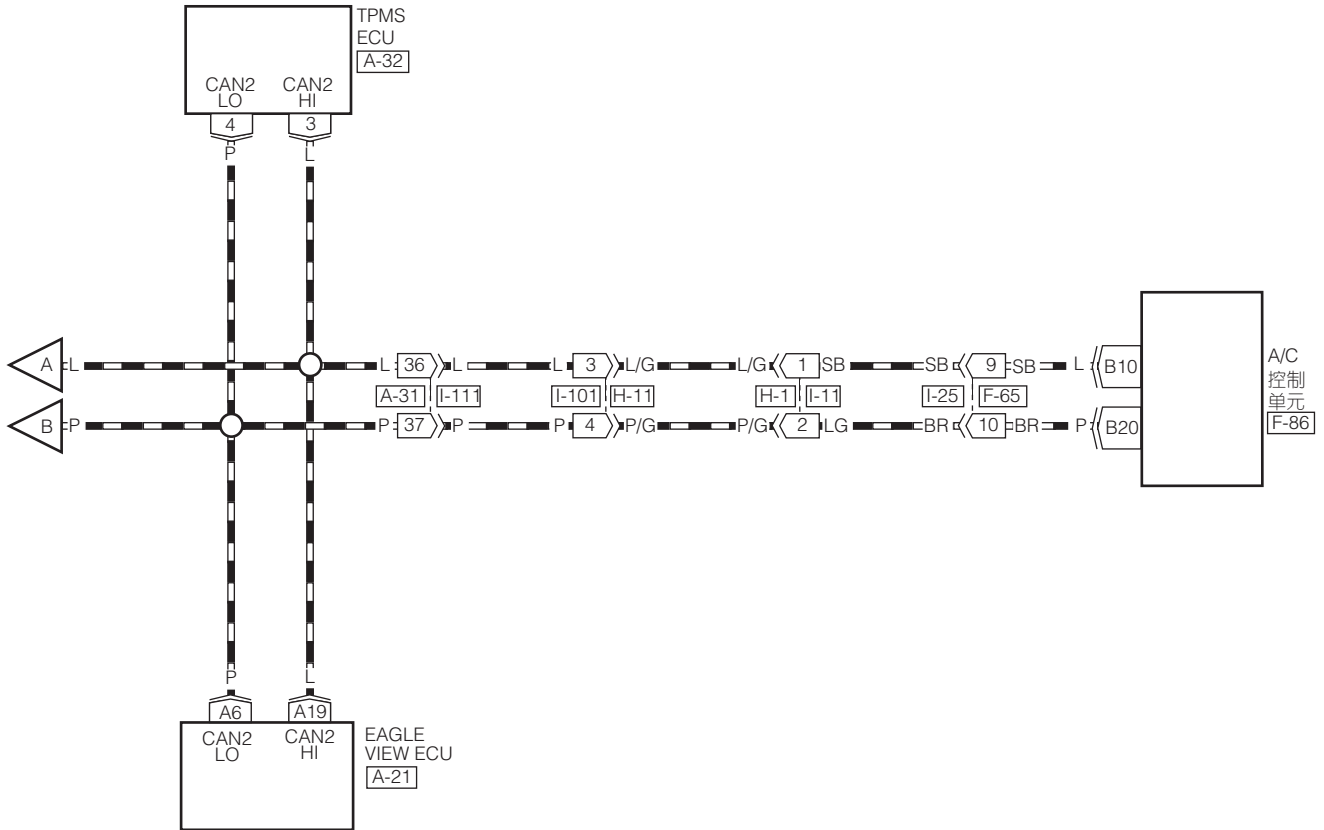 TPMS
ECU
A-32
CAN2 CAN2
LO HI
4 3
P L
A L L 36 L L 3 L/G L/G 1 SB SB 9 SB L B10
A-31 I-111 I-101 H-11 H-1 I-11 I-25 F-65
B P P 37 P P 4 P/G P/G 2 LG BR 10 BR P B20
A/C
控制
单元
F-86
P L
A6 A19
CAN2 CAN2
LO HI
EAGLE
VIEW ECU
A-21